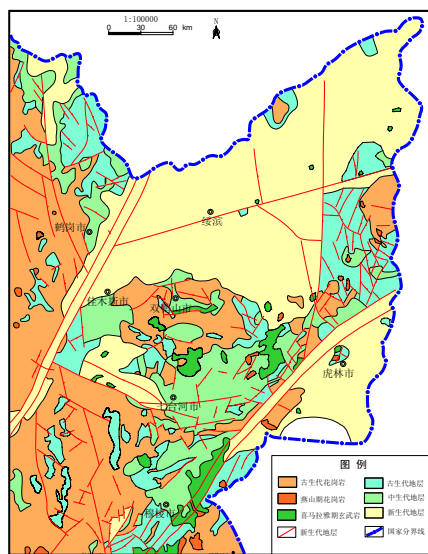 1:100000
0 30 60 km
N
鹤岗市
绥滨
佳木斯市
双鸭山市
虎林市
七台河市
穆棱市
图 例
古生代花岗岩
古生代地层
燕山期花岗岩
中生代地层
喜马拉雅期玄武岩
新生代地层
新生代地层
国家分界线